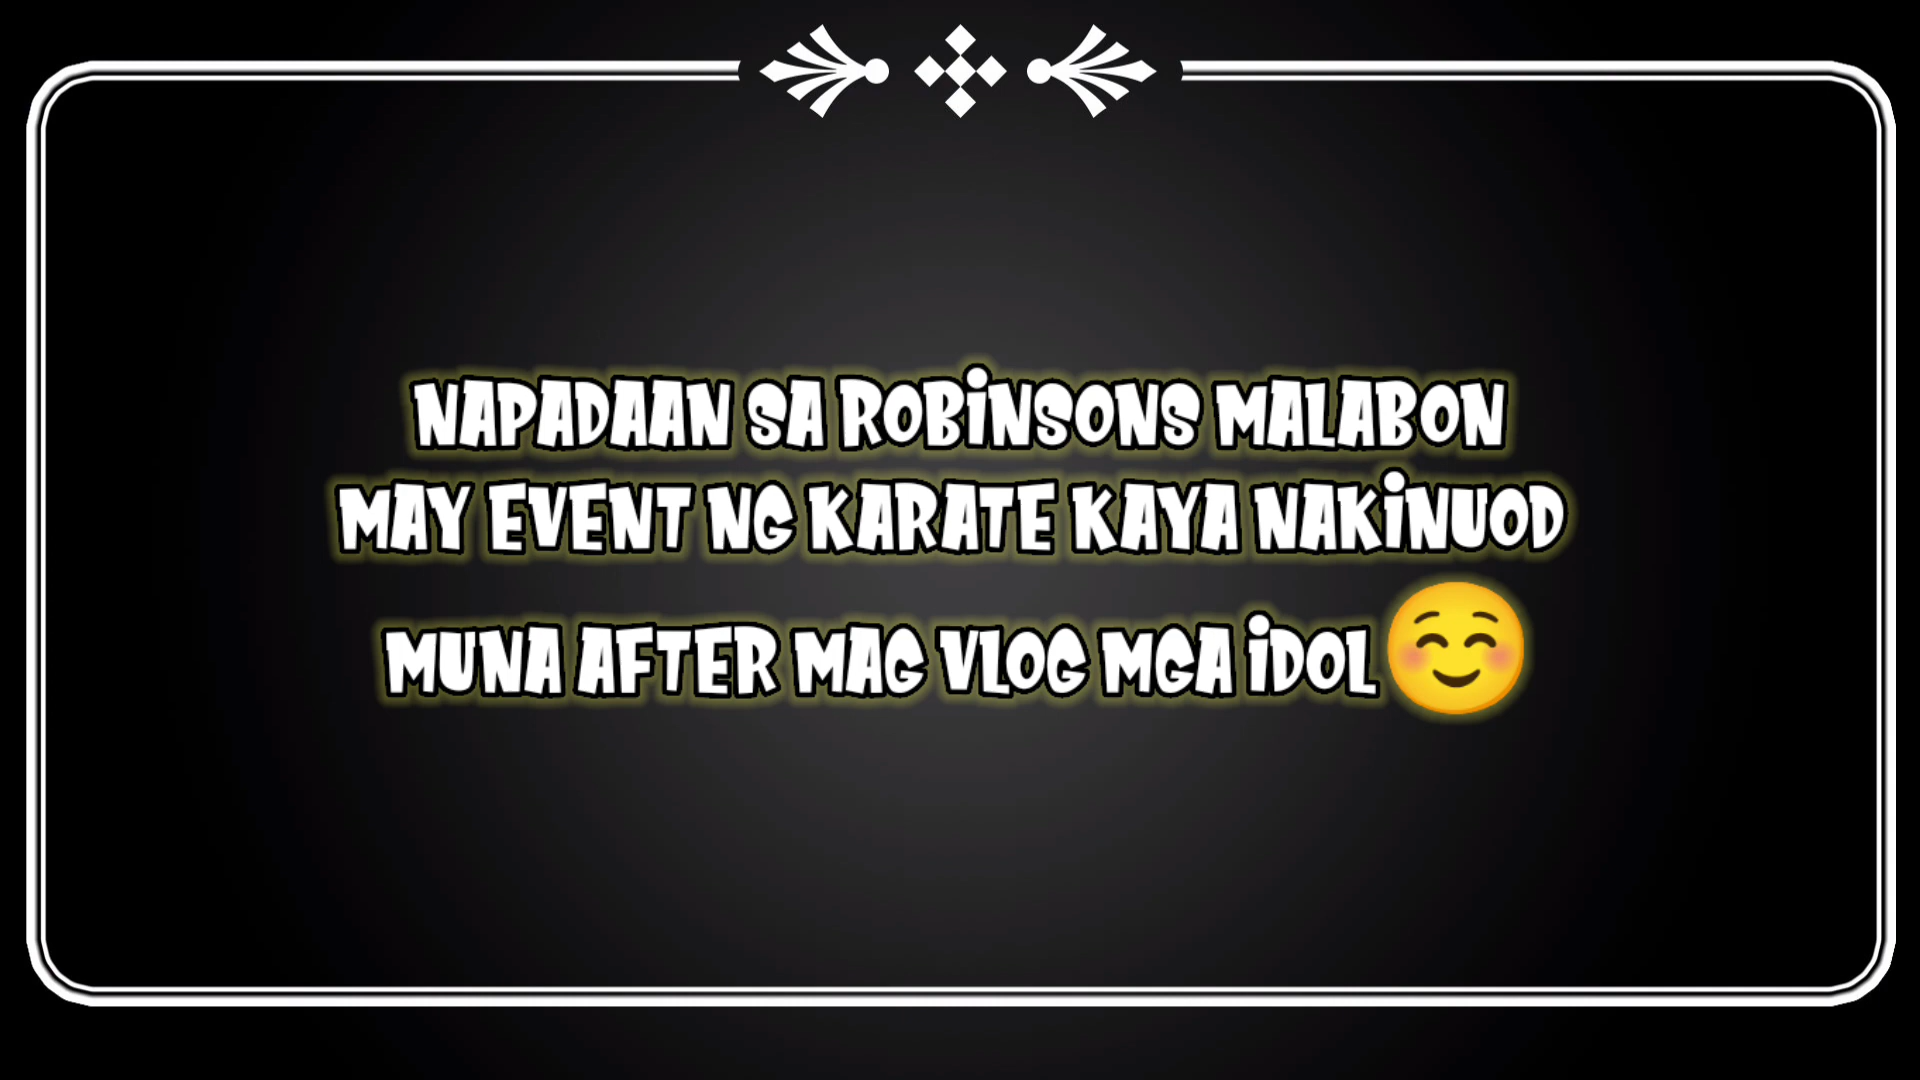 NAPADAAN SA ROBINSONS MALABON
MAY EVENT NG KARATE KAYA NAKINUOD
MUNA AFTER MAG VLOG MGA IDOL☺️